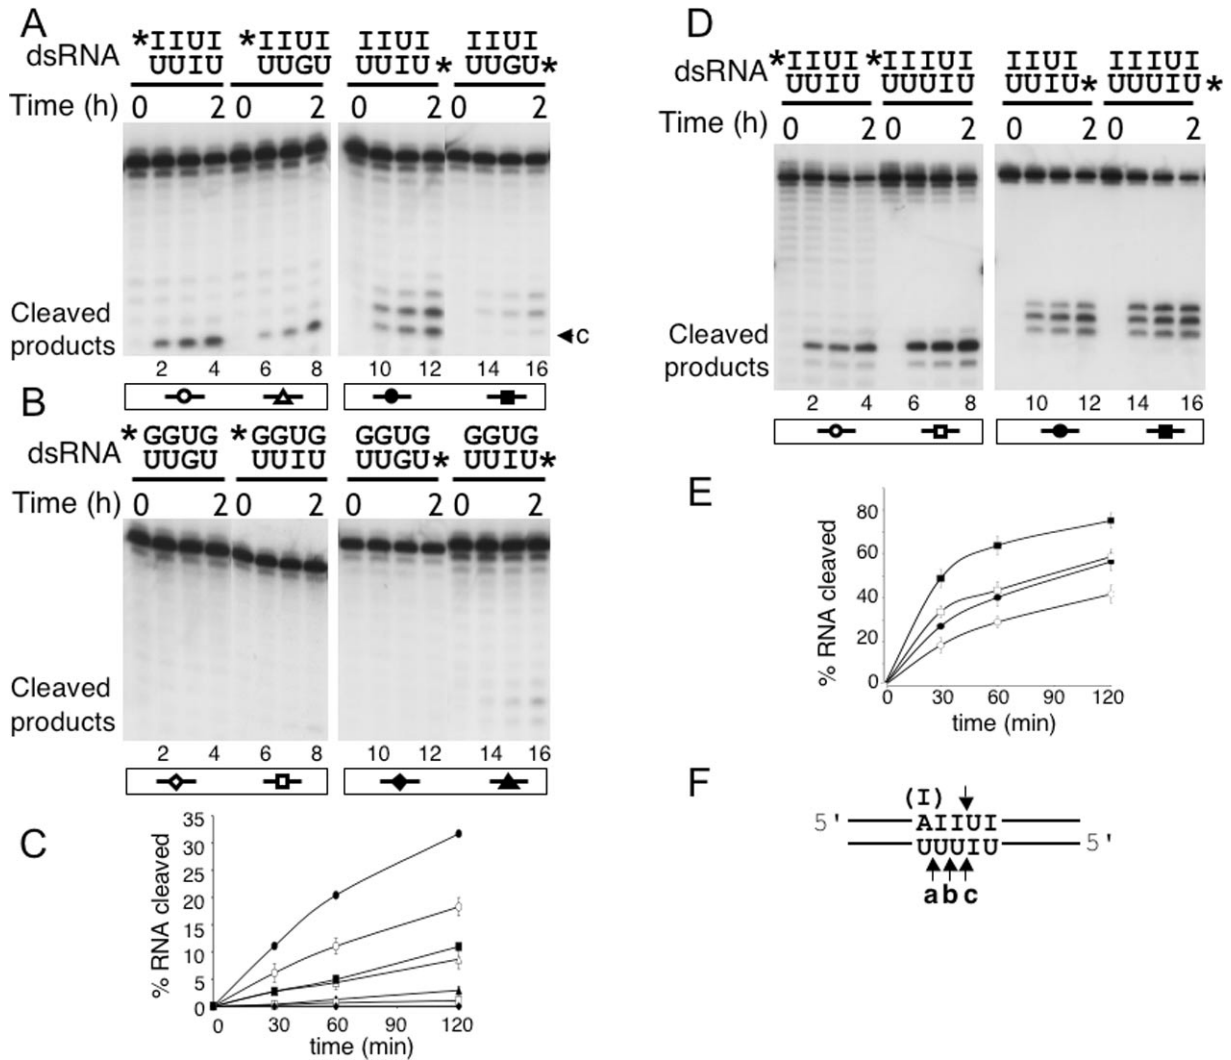 A
dsRNA *IIUI *IIUI IIUI IIUI
UUIU UUGU UUIU* UUGU*
Time (h) 0 2 0 2 0 2 0 2
Cleaved
products
c
2 4 6 8 10 12 14 16
B
dsRNA *GGUG *GGUG GGUG GGUG
UUGU UUIU UUGU* UUIU*
Time (h) 0 2 0 2 0 2 0 2
Cleaved
products
2 4 6 8 10 12 14 16
C
% RNA cleaved
35
30
25
20
15
10
5
0
0 30 60 90 120
time (min)
D
dsRNA *IIUI *IIIUI IIUI IIIUI
UUIU UUUIU UUIU* UUUIU*
Time (h) 0 2 0 2 0 2 0 2
Cleaved
products
2 4 6 8 10 12 14 16
E
% RNA cleaved
80
60
40
20
0
0 30 60 90 120
time (min)
F
(I)
5' AIIUI
UUUIU 5'
abc